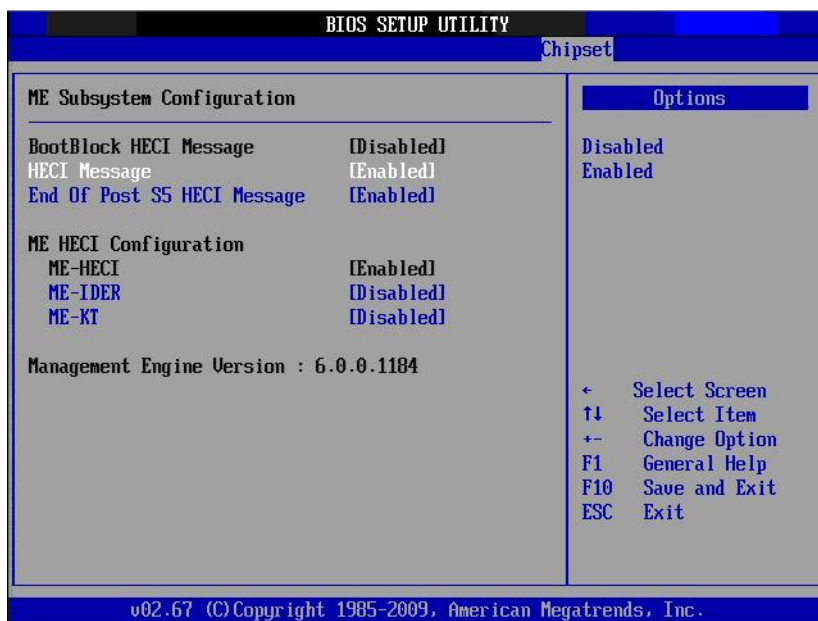 BIOS SETUP UTILITY
Chipset
ME Subsystem Configuration
BootBlock HECI Message [Disabled]
HECI Message [Enabled]
End Of Post S5 HECI Message [Enabled]
ME HECI Configuration
ME-HECI [Enabled]
ME-IDER [Disabled]
ME-KT [Disabled]
Management Engine Version : 6.0.0.1184
Options
Disabled
Enabled
← Select Screen
↑↓ Select Item
+- Change Option
F1 General Help
F10 Save and Exit
ESC Exit
v02.67 (C)Copyright 1985-2009, American Megatrends, Inc.